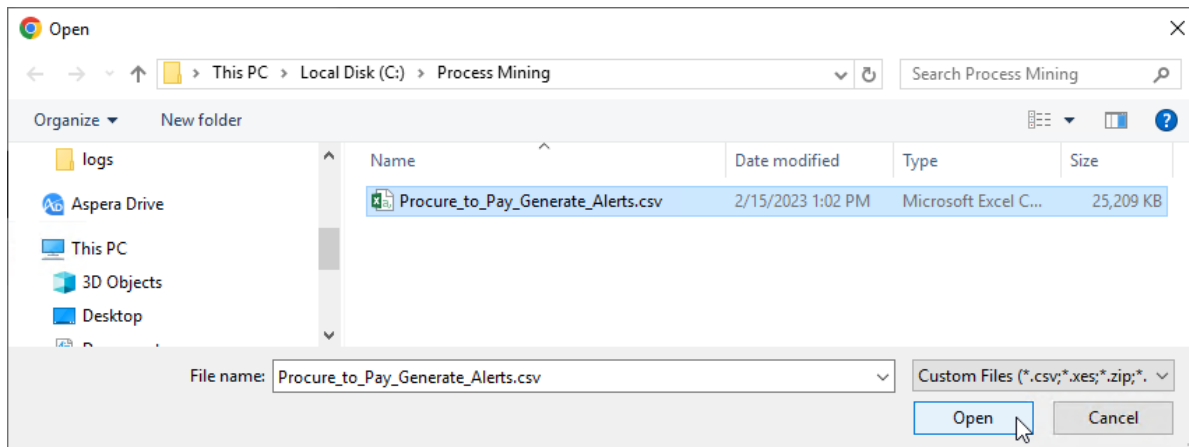 Open
This PC > Local Disk (C:) > Process Mining
Search Process Mining
Organize
New folder
Name
Date modified
Type
Size
logs
Procure_to_Pay_Generate_Alerts.csv
2/15/2023 1:02 PM
Microsoft Excel C...
25,209 KB
Aspera Drive
This PC
3D Objects
Desktop
File name:
Procure_to_Pay_Generate_Alerts.csv
Custom Files (*.csv;*.xes;*.zip;*.
Open
Cancel